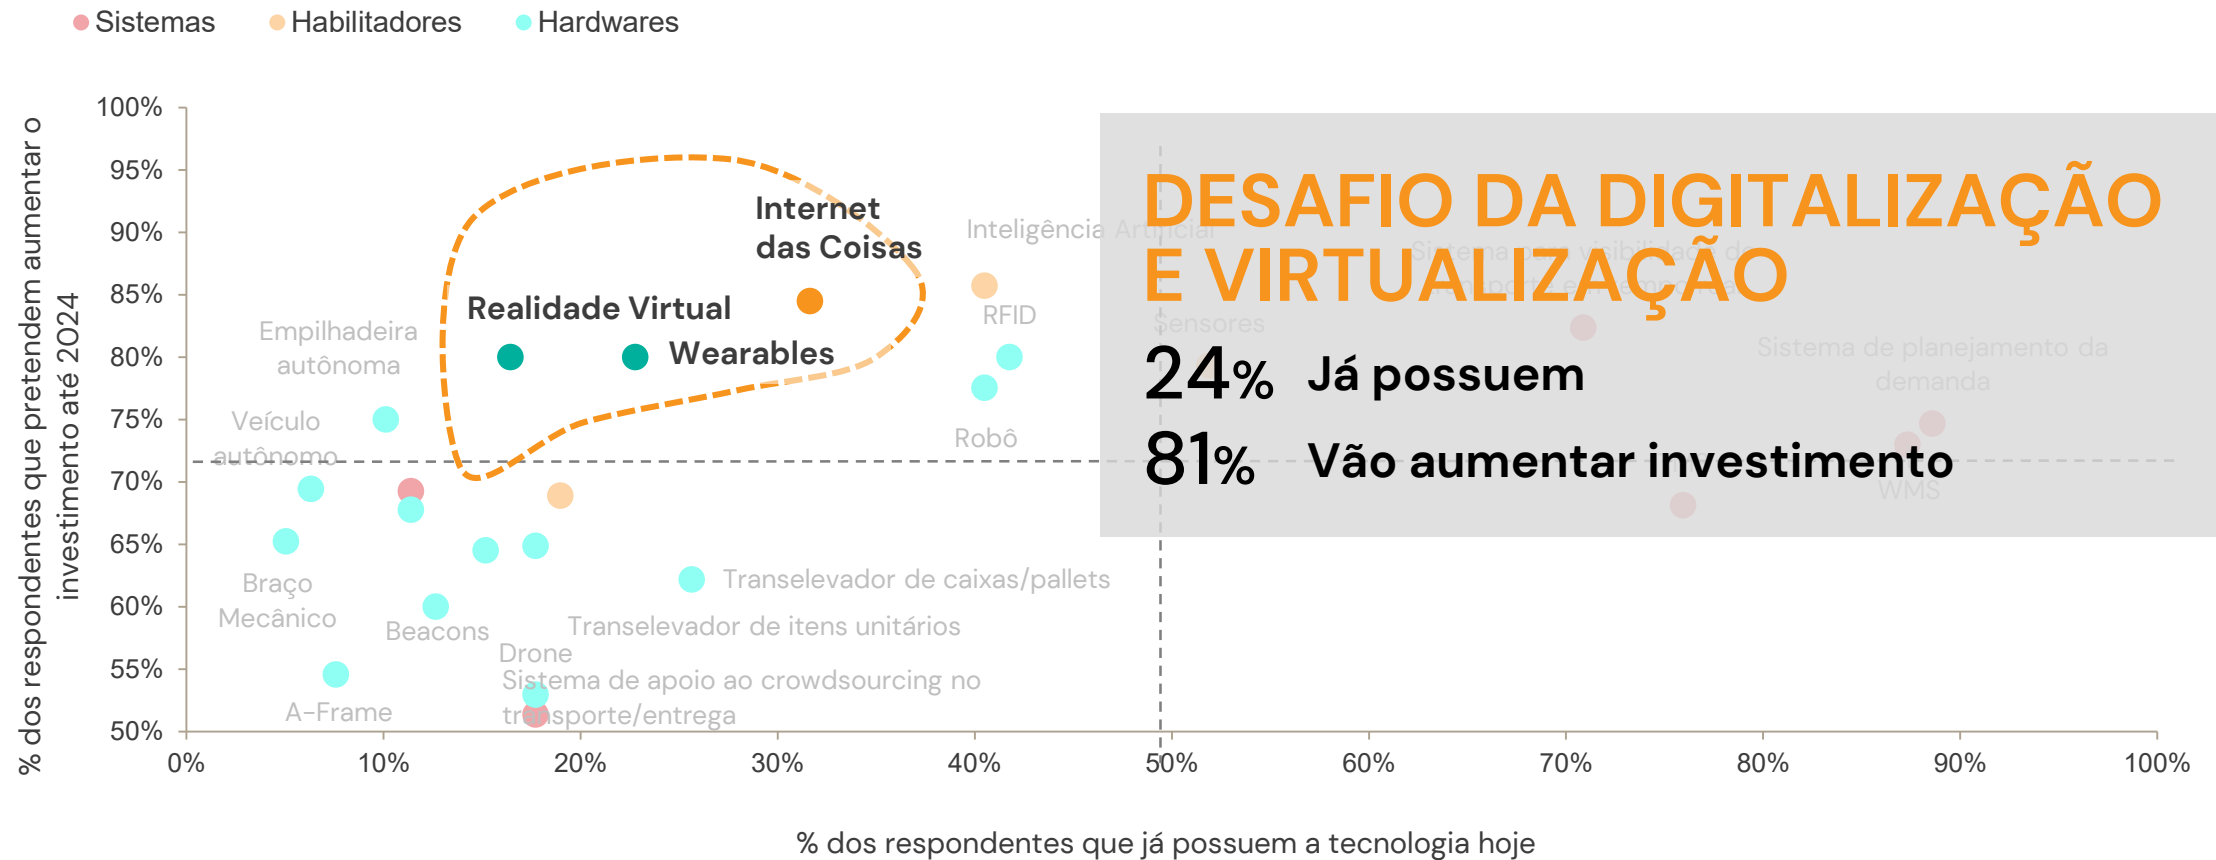 Sistemas Habilitadores Hardwares
% dos respondentes que pretendem aumentar o
investimento até 2024
100%
95%
90%
85%
80%
75%
70%
65%
60%
55%
50%
0% 10% 20% 30% 40% 50% 60% 70% 80% 90% 100%
% dos respondentes que já possuem a tecnologia hoje
Internet
das Coisas
Realidade Virtual
Wearables
Empilhadeira
autônoma
Veículo
autônomo
Braço
Mecânico
Beacons
A-Frame
Drone
Sistema de apoio ao crowdsourcing no
transporte/entrega
Transelevador de itens unitários
Transelevador de caixas/pallets
Inteligência Artificial
RFID
Robô
DESAFIO DA DIGITALIZAÇÃO
E VIRTUALIZAÇÃO
24% Já possuem
81% Vão aumentar investimento
Sistema para visibilidade de
Sensores
Sistema de planejamento da
demanda
WMS